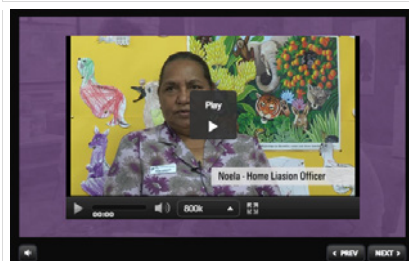 Play
Noela - Home Liasion Officer
00:00
800k
‹ PREV
NEXT ›